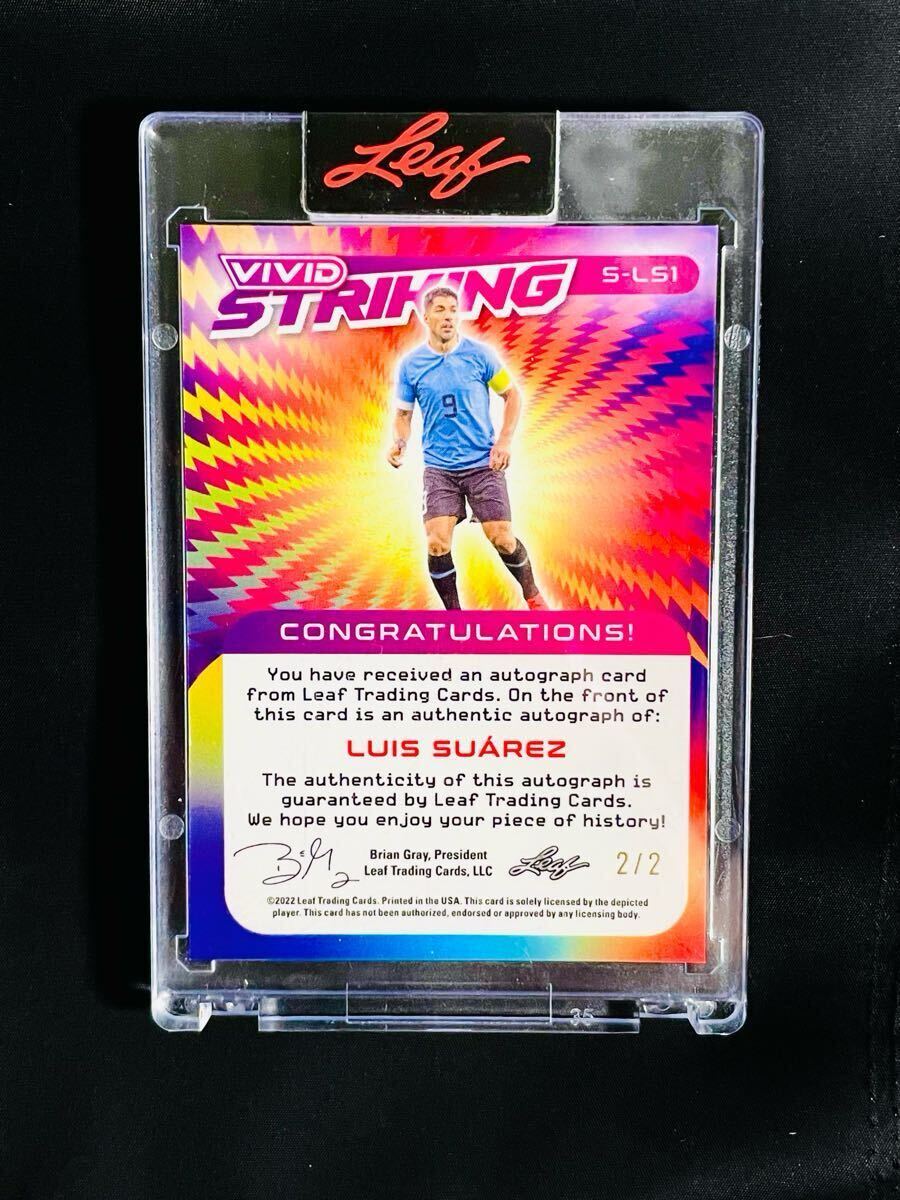 Leaf
VIVID
STRIKING
S-LS1
9
CONGRATULATIONS!
You have received an autograph card
from Leaf Trading Cards. On the front of
this card is an authentic autograph of:
LUIS SUÁREZ
The authenticity of this autograph is
guaranteed by Leaf Trading Cards.
We hope you enjoy your piece of history!
Brian Gray, President
Leaf Trading Cards, LLC
Leaf
2/2
©2022 Leaf Trading Cards. Printed in the USA. This card is solely licensed by the depicted
player. This card has not been authorized, endorsed or approved by any licensing body.
35